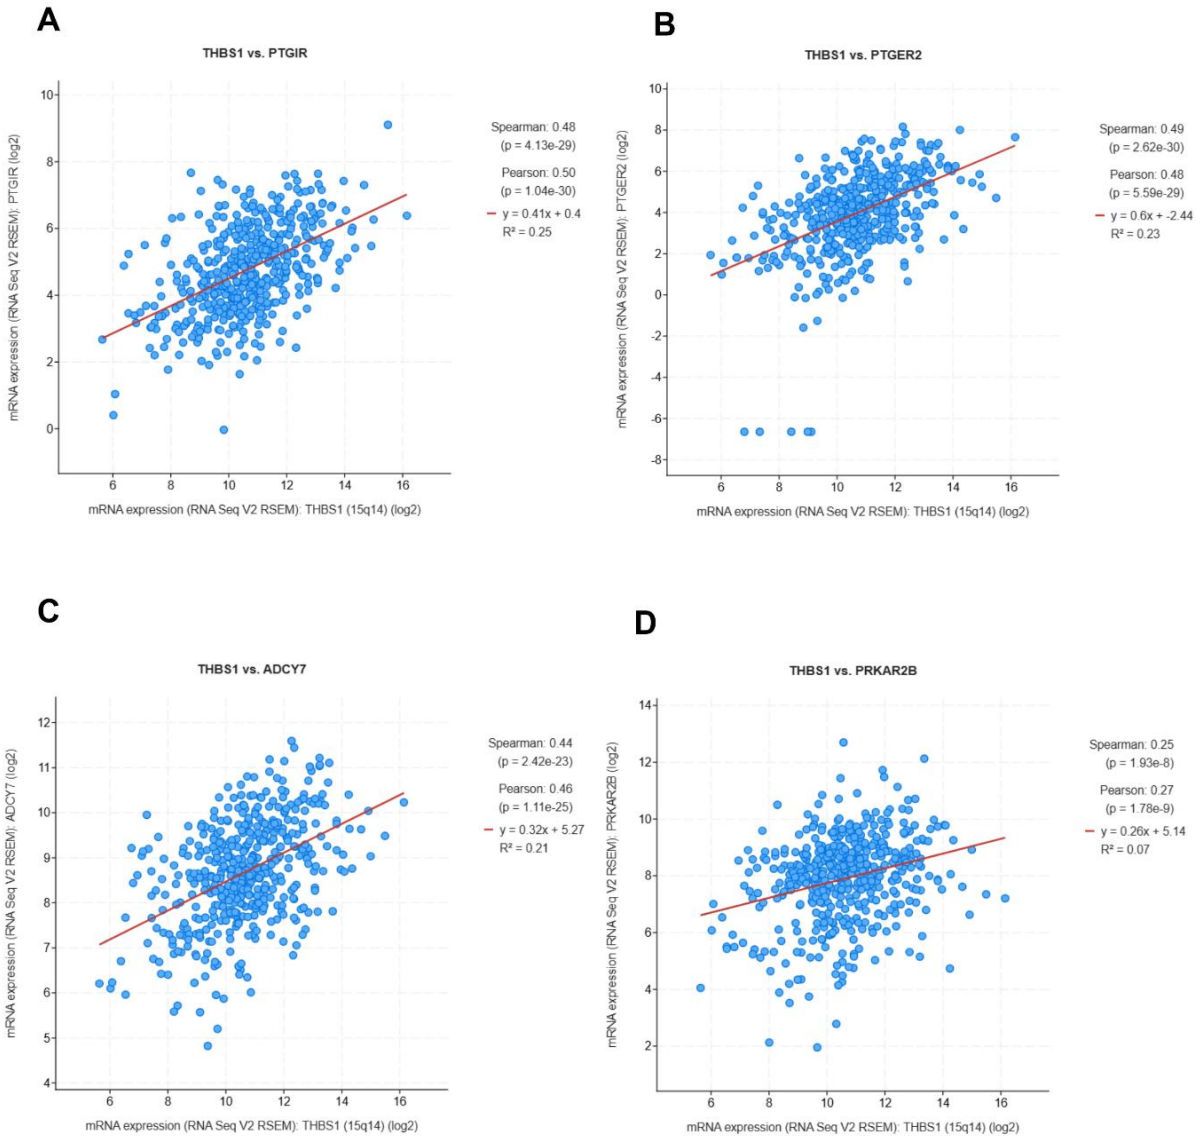 A
THBS1 vs. PTGIR
mRNA expression (RNA Seq V2 RSEM): PTGIR (log2)
10
8
6
4
2
0
6
8
10
12
14
16
mRNA expression (RNA Seq V2 RSEM): THBS1 (15q14) (log2)
Spearman: 0.48
(p = 4.13e-29)
Pearson: 0.50
(p = 1.04e-30)
y = 0.41x + 0.4
R² = 0.25
B
THBS1 vs. PTGER2
mRNA expression (RNA Seq V2 RSEM): PTGER2 (log2)
10
8
6
4
2
0
-2
-4
-6
-8
6
8
10
12
14
16
mRNA expression (RNA Seq V2 RSEM): THBS1 (15q14) (log2)
Spearman: 0.49
(p = 2.62e-30)
Pearson: 0.48
(p = 5.59e-29)
y = 0.6x + -2.44
R² = 0.23
C
THBS1 vs. ADCY7
mRNA expression (RNA Seq V2 RSEM): ADCY7 (log2)
12
11
10
9
8
7
6
5
4
6
8
10
12
14
16
mRNA expression (RNA Seq V2 RSEM): THBS1 (15q14) (log2)
Spearman: 0.44
(p = 2.42e-23)
Pearson: 0.46
(p = 1.11e-25)
y = 0.32x + 5.27
R² = 0.21
D
THBS1 vs. PRKAR2B
mRNA expression (RNA Seq V2 RSEM): PRKAR2B (log2)
14
12
10
8
6
4
2
6
8
10
12
14
16
mRNA expression (RNA Seq V2 RSEM): THBS1 (15q14) (log2)
Spearman: 0.25
(p = 1.93e-8)
Pearson: 0.27
(p = 1.78e-9)
y = 0.26x + 5.14
R² = 0.07